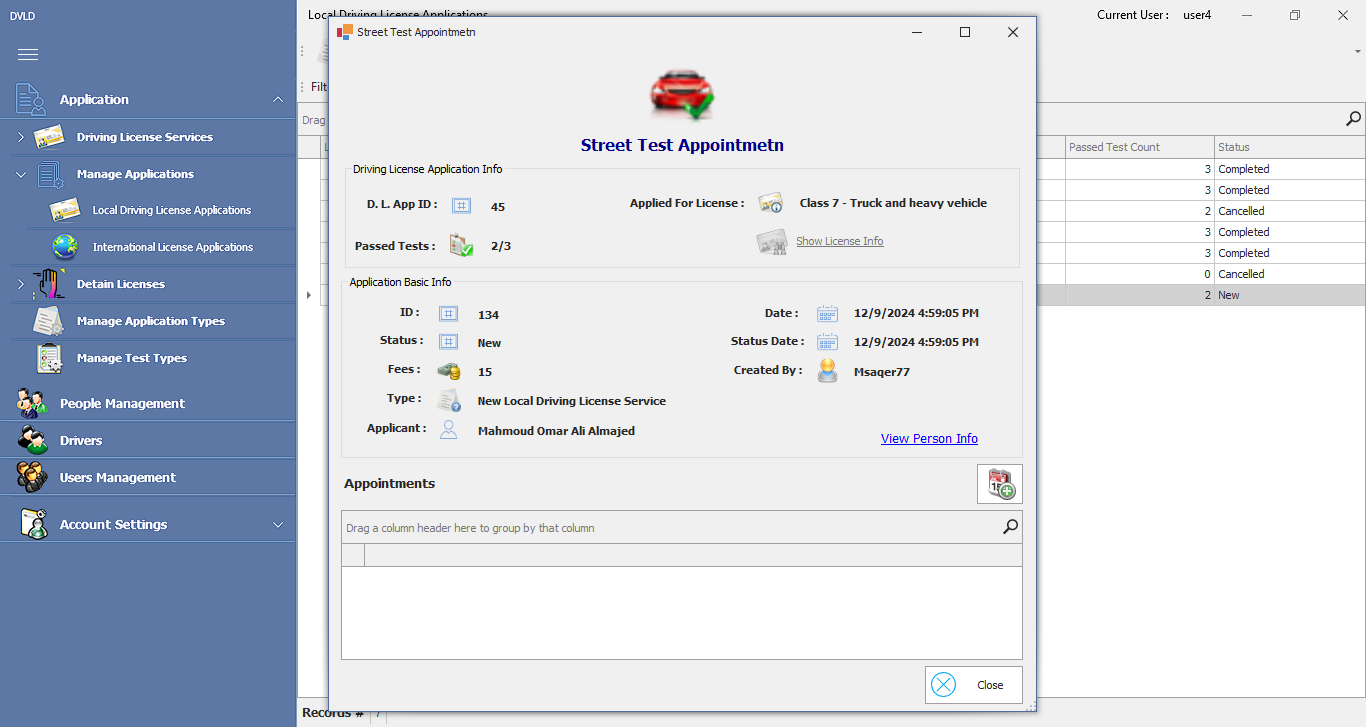 DVLD
Application
Driving License Services
Manage Applications
Local Driving License Applications
International License Applications
Detain Licenses
Manage Application Types
Manage Test Types
People Management
Drivers
Users Management
Account Settings
Local Driving License Applications
Current User : user4
Filt
Drag
Passed Test Count Status
3 Completed
3 Completed
2 Cancelled
3 Completed
3 Completed
0 Cancelled
2 New
Records # 7
Street Test Appointmetn
Street Test Appointmetn
Driving License Application Info
D. L. App ID : 45 Applied For License : Class 7 - Truck and heavy vehicle
Passed Tests : 2/3 Show License Info
Application Basic Info
ID : 134 Date : 12/9/2024 4:59:05 PM
Status : New Status Date : 12/9/2024 4:59:05 PM
Fees : 15 Created By : Msaqer77
Type : New Local Driving License Service
Applicant : Mahmoud Omar Ali Almajed
View Person Info
Appointments
Drag a column header here to group by that column
Close